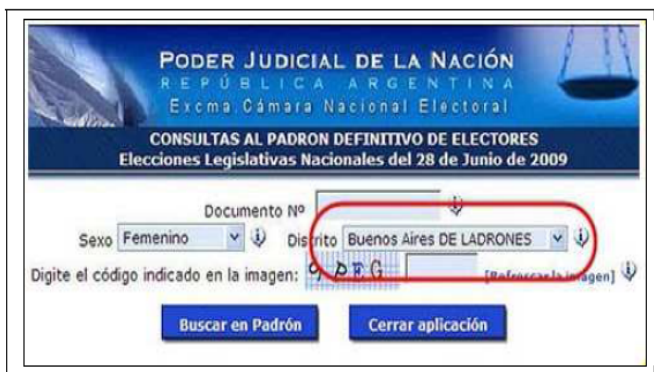 PODER JUDICIAL DE LA NACIÓN
REPÚBLICA ARGENTINA
Excma. Cámara Nacional Electoral
CONSULTAS AL PADRON DEFINITIVO DE ELECTORES
Elecciones Legislativas Nacionales del 28 de Junio de 2009
Documento Nº
Sexo Femenino Distrito Buenos Aires DE LADRONES
Digite el código indicado en la imagen: 9 P E G [Refrescar la imagen]
Buscar en Padrón Cerrar aplicación